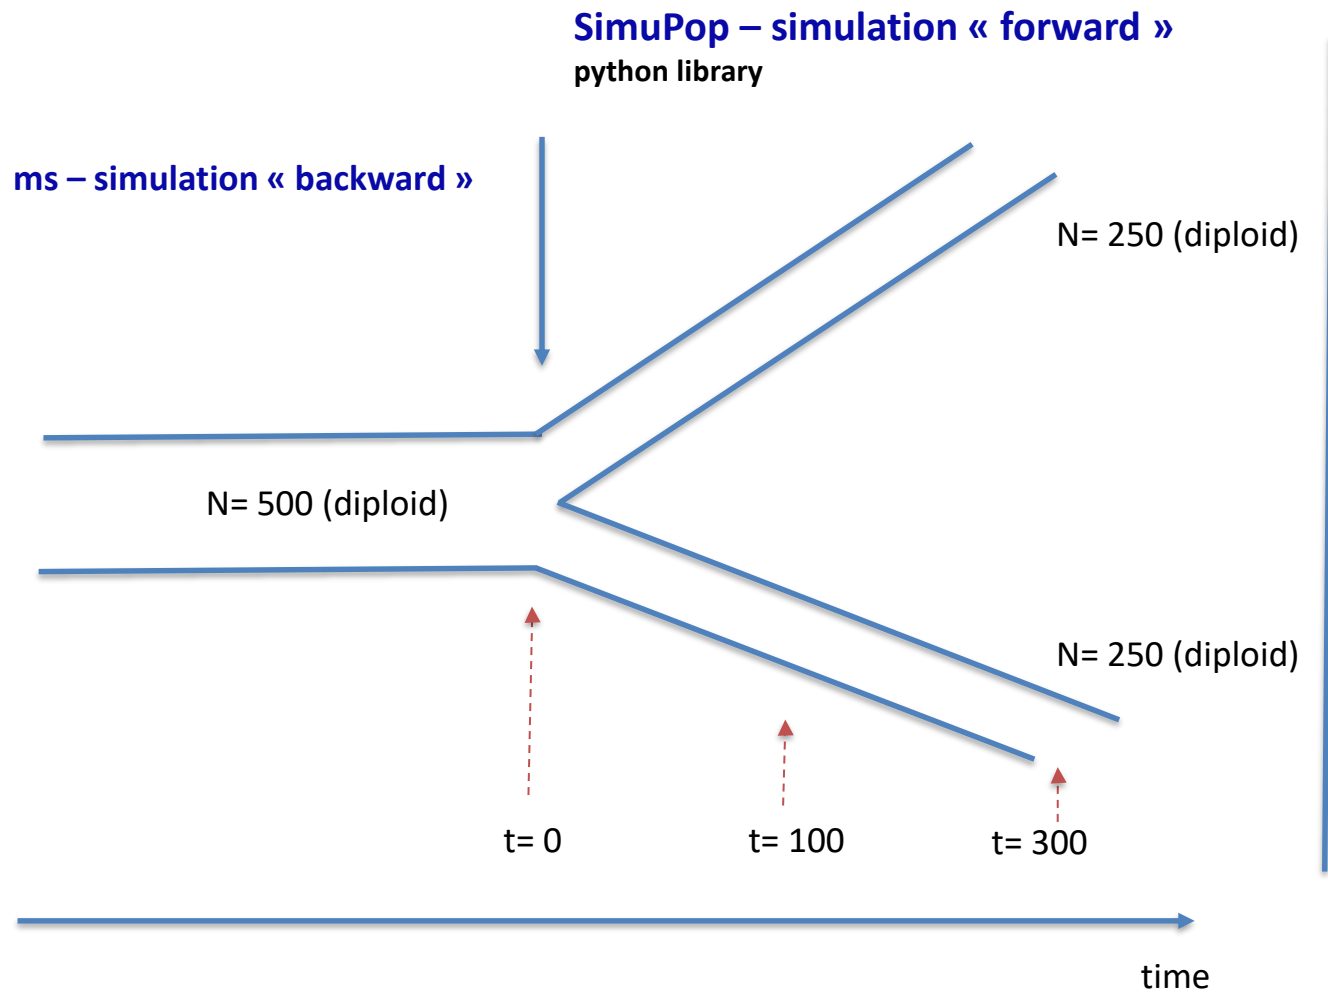 SimuPop – simulation « forward »
python library
ms – simulation « backward »
N= 250 (diploid)
N= 500 (diploid)
N= 250 (diploid)
t= 0
t= 100
t= 300
time